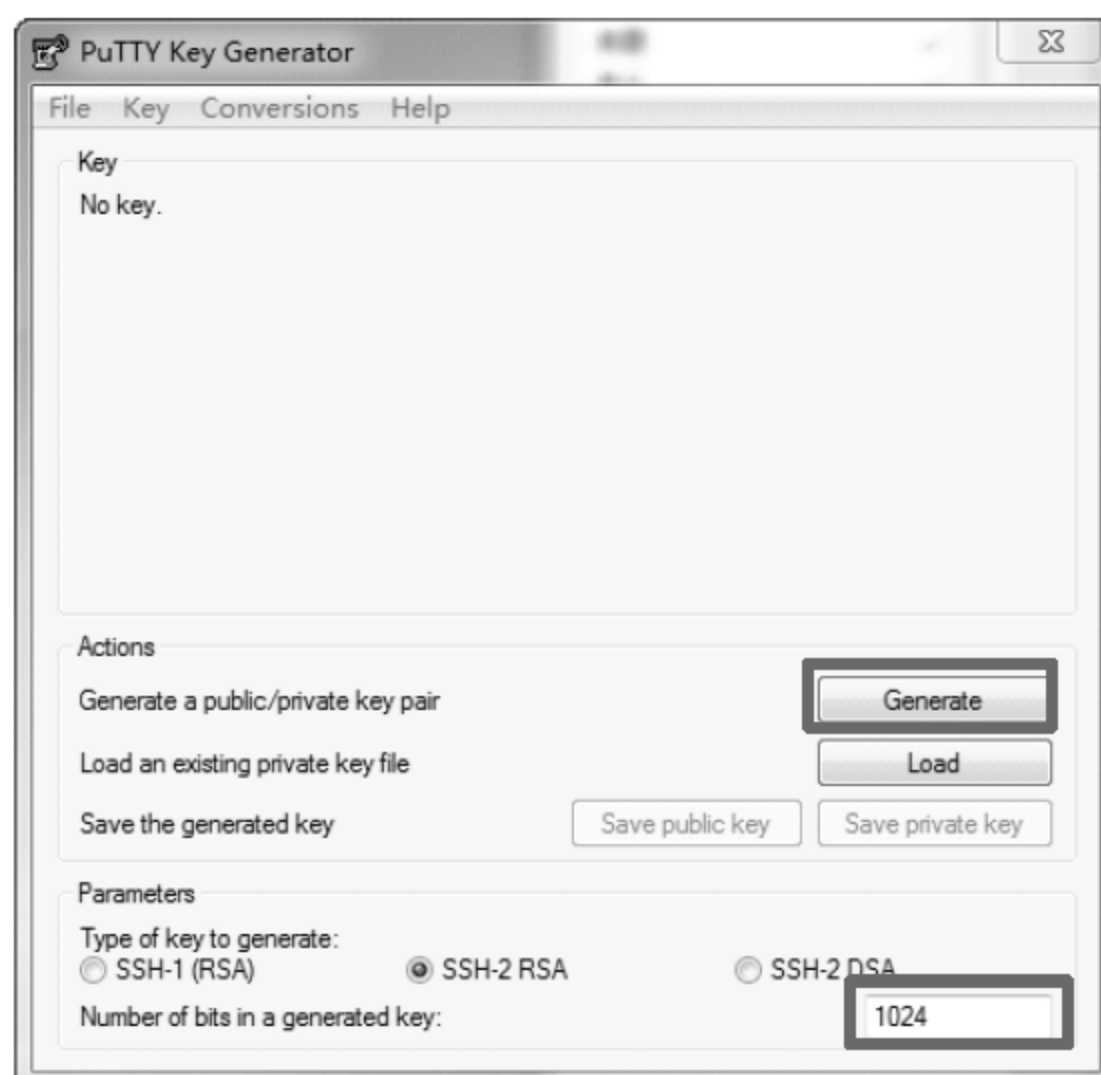 PuTTY Key Generator
File Key Conversions Help
Key
No key.
Actions
Generate a public/private key pair Generate
Load an existing private key file Load
Save the generated key Save public key Save private key
Parameters
Type of key to generate:
SSH-1 (RSA) SSH-2 RSA SSH-2 DSA
Number of bits in a generated key: 1024